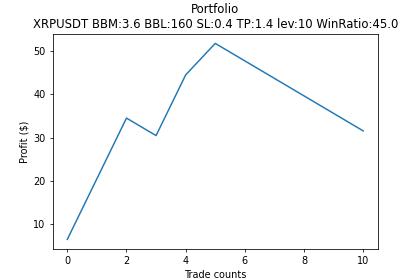 Portfolio
XRPUSDT BBM:3.6 BBL:160 SL:0.4 TP:1.4 lev:10 WinRatio:45.0
Profit ($)
50
40
30
20
10
0 2 4 6 8 10
Trade counts